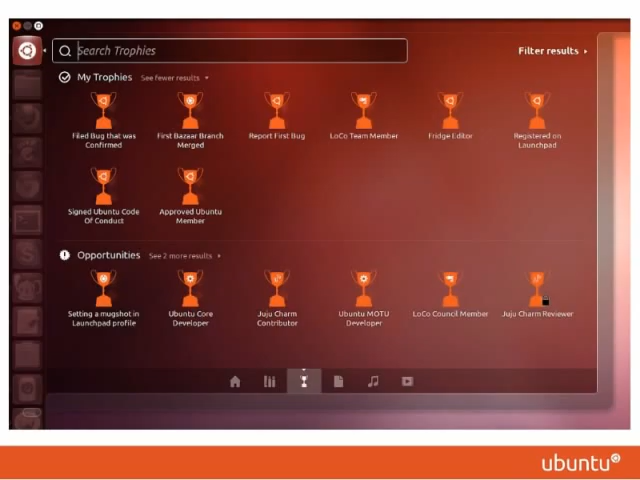 Search Trophies
Filter results
My Trophies See fewer results
Filed Bug that was
Confirmed
First Bazaar Branch
Merged
Report First Bug
LoCo Team Member
Fridge Editor
Registered on
Launchpad
Signed Ubuntu Code
Of Conduct
Approved Ubuntu
Member
Opportunities See 2 more results
Setting a mugshot in
Launchpad profile
Ubuntu Core
Developer
Juju Charm
Contributor
Ubuntu MOTU
Developer
LoCo Council Member
Juju Charm Reviewer
ubuntu